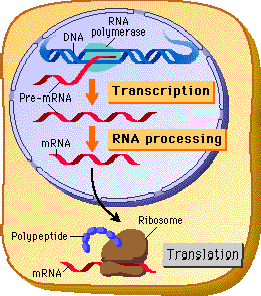 RNA
polymerase
DNA
Pre-mRNA
Transcription
mRNA
RNA processing
Ribosome
Polypeptide
Translation
mRNA